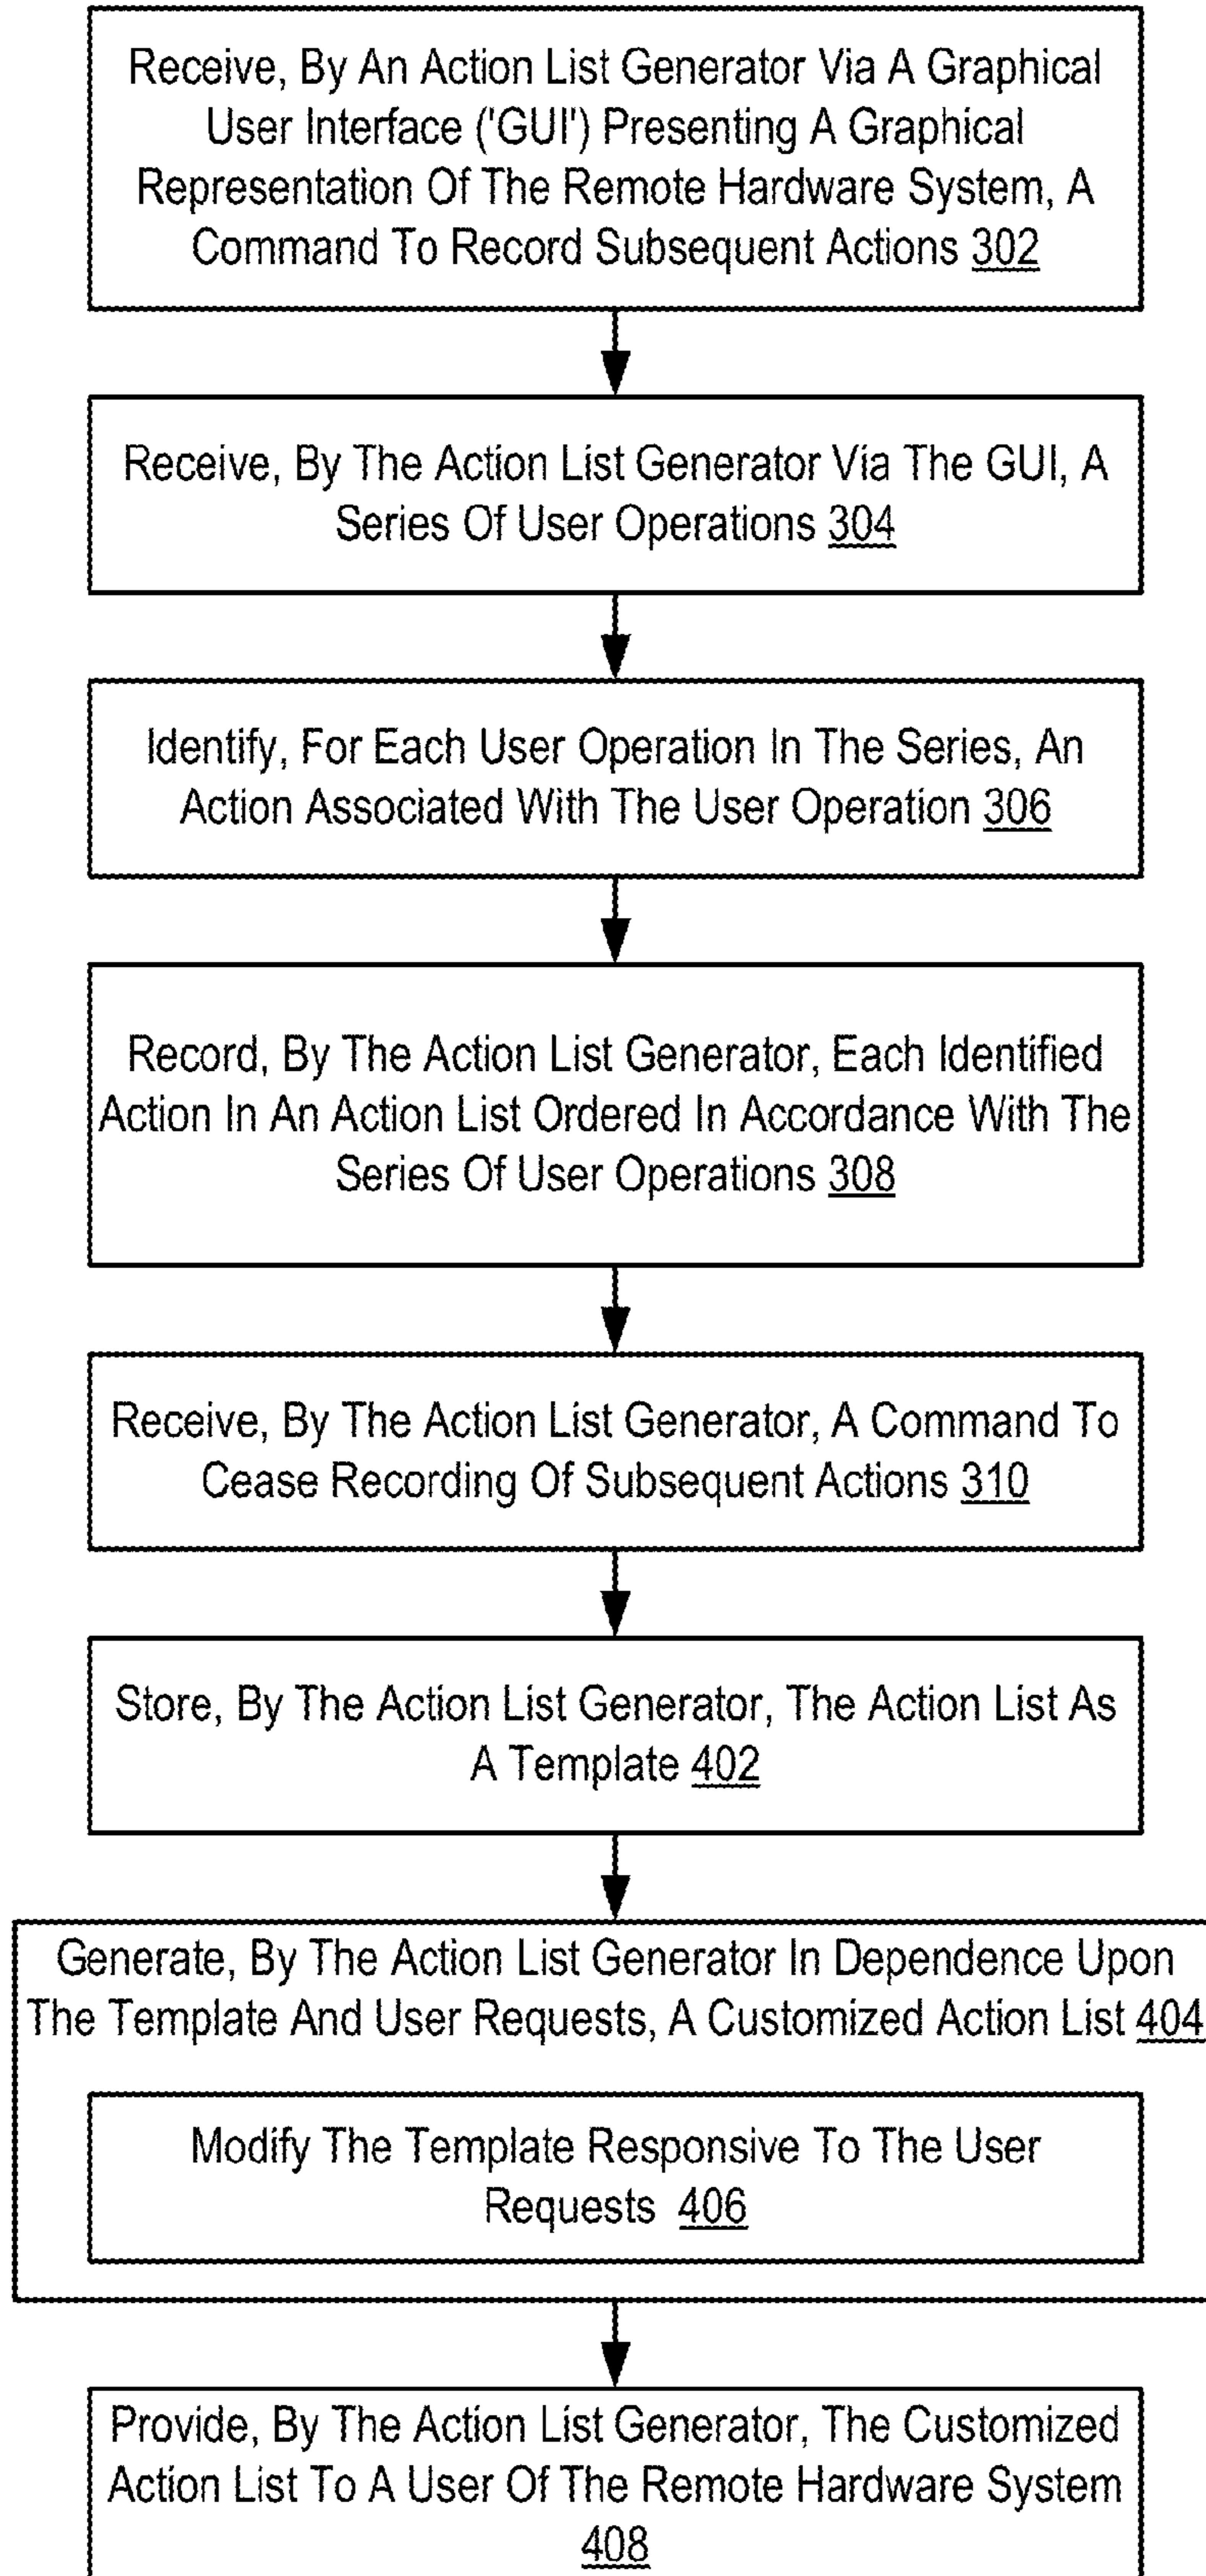 Receive, By An Action List Generator Via A Graphical
User Interface ('GUI') Presenting A Graphical
Representation Of The Remote Hardware System, A
Command To Record Subsequent Actions 302
Receive, By The Action List Generator Via The GUI, A
Series Of User Operations 304
Identify, For Each User Operation In The Series, An
Action Associated With The User Operation 306
Record, By The Action List Generator, Each Identified
Action In An Action List Ordered In Accordance With The
Series Of User Operations 308
Receive, By The Action List Generator, A Command To
Cease Recording Of Subsequent Actions 310
Store, By The Action List Generator, The Action List As
A Template 402
Generate, By The Action List Generator In Dependence Upon
The Template And User Requests, A Customized Action List 404
Modify The Template Responsive To The User
Requests 406
Provide, By The Action List Generator, The Customized
Action List To A User Of The Remote Hardware System
408